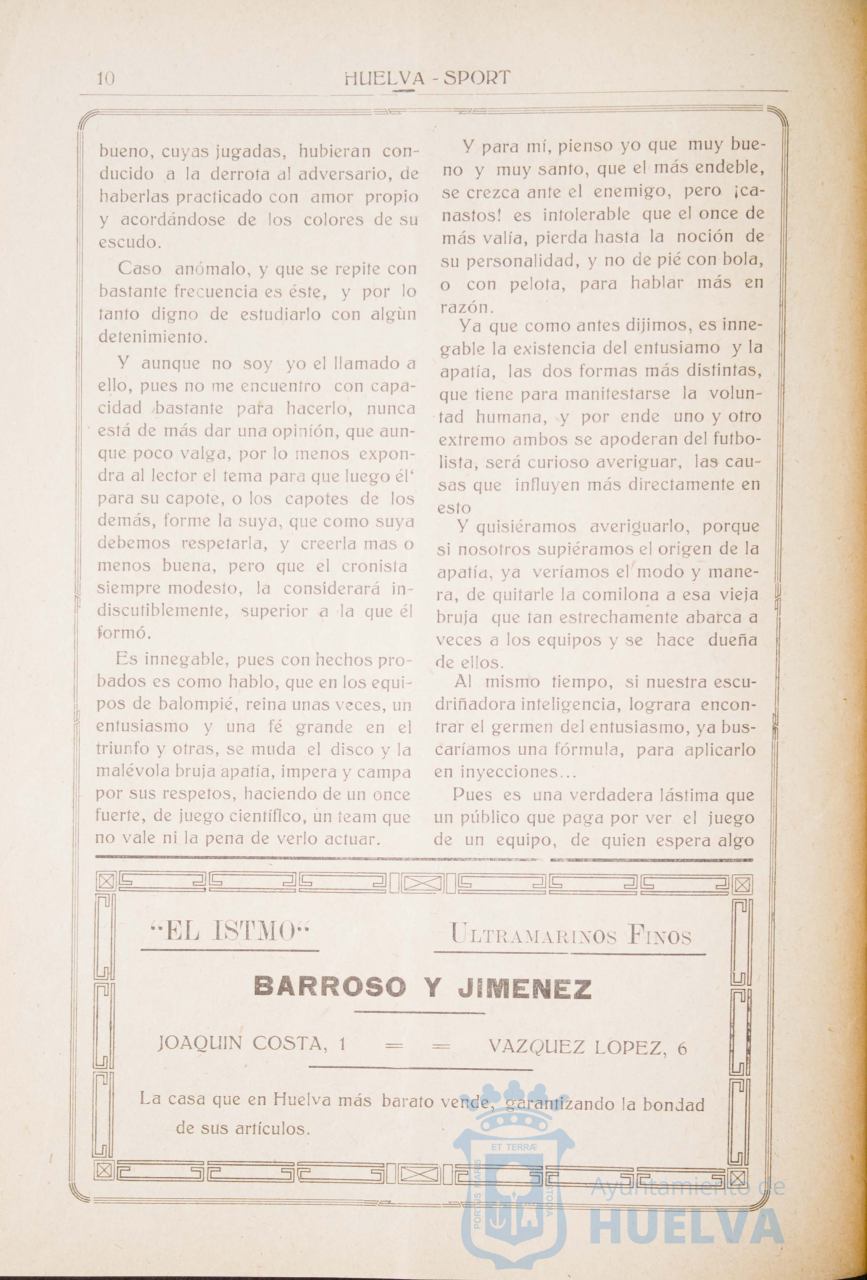 10
HUELVA - SPORT
bueno, cuyas jugadas, hubieran con-
ducido a la derrota al adversario, de
haberlas practicado con amor propio
y acordándose de los colores de su
escudo.
Caso anómalo, y que se repite con
bastante frecuencia es éste, y por lo
tanto digno de estudiarlo con algùn
detenimiento.
Y aunque no soy yo el llamado a
ello, pues no me encuentro con capa-
cidad bastante para hacerlo, nunca
está de más dar una opinión, que aun-
que poco valga, por lo menos expon-
dra al lector el tema para que luego él‘
para su capote, o los capotes de los
demás, forme la suya, que como suya
debemos respetarla, y creerla mas o
menos buena, pero que el cronista
siempre modesto, la considerará in-
discutiblemente, superior a la que él
formó.
Es innegable, pues con hechos pro-
bados es como hablo, que en los equi-
pos de balompié, reina unas veces, un
entusiasmo y una fé grande en el
triunfo y otras, se muda el disco y la
malévola bruja apatía, impera y campa
por sus respetos, haciendo de un once
fuerte, de juego científico, un team que
no vale ni la pena de verlo actuar.
Y para mí, pienso yo que muy bue-
no y muy santo, que el más endeble,
se crezca ante el enemigo, pero ¡ca-
nastos! es intolerable que el once de
más valía, pierda hasta la noción de
su personalidad, y no de pié con bola,
o con pelota, para hablar más en
razón.
Ya que como antes dijimos, es inne-
gable la existencia del entusiamo y la
apatía, las dos formas más distintas,
que tiene para manitestarse la volun-
tad humana, y por ende uno y otro
extremo ambos se apoderan del futbo-
lista, será curioso averiguar, las cau-
sas que influyen más directamente en
esto
Y quisiéramos averiguarlo, porque
si nosotros supiéramos el origen de la
apatía, ya veríamos el modo y mane-
ra, de quitarle la comilona a esa vieja
bruja que tan estrechamente abarca a
veces a los equipos y se hace dueña
de ellos.
Al mismo tiempo, si nuestra escu-
driñadora inteligencia, lograra encon-
trar el germen del entusiasmo, ya bus-
caríamos una fórmula, para aplicarlo
en inyecciones...
Pues es una verdadera lástima que
un público que paga por ver el juego
de un equipo, de quien espera algo
"EL ISTMO"
ULTRAMARINOS FINOS
BARROSO Y JIMENEZ
JOAQUIN COSTA, 1 = = VAZQUEZ LOPEZ, 6
La casa que en Huelva más barato vende, garantizando la bondad
de sus artículos.
ET TERRÆ
PORTUS MARIS
CUSTODIA
Ayuntamiento de
HUELVA